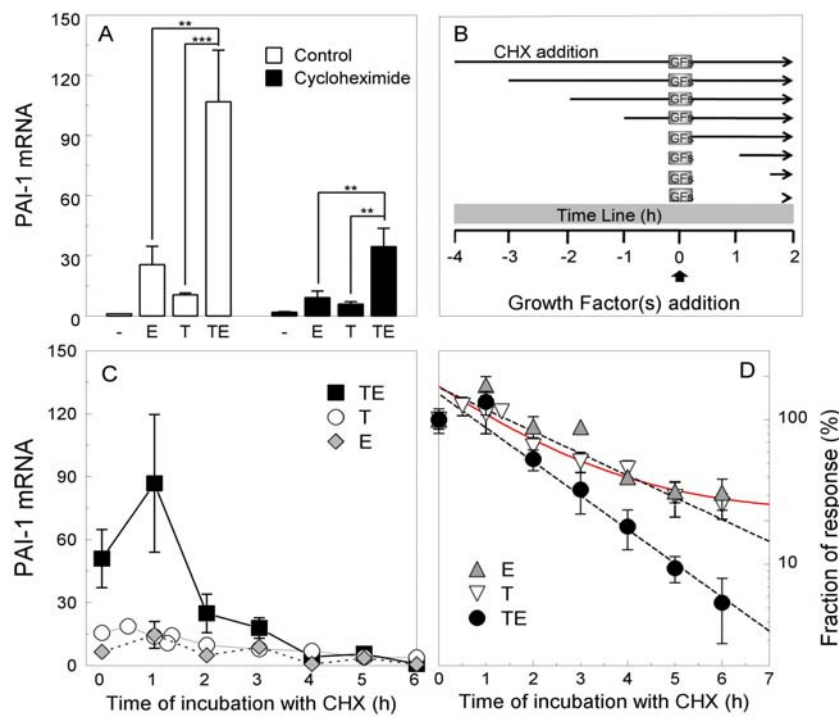 A
B
150
120
90
60
30
0
PAI-1 mRNA
**
***
Control
Cycloheximide
**
**
- E T TE - E T TE
CHX addition
GFs
GFs
GFs
GFs
GFs
GFs
GFs
GFs
Time Line (h)
-4 -3 -2 -1 0 1 2
Growth Factor(s) addition
C
150
120
90
60
30
0
PAI-1 mRNA
TE
T
E
0 1 2 3 4 5 6
Time of incubation with CHX (h)
D
100
10
Fraction of response (%)
E
T
TE
0 1 2 3 4 5 6 7
Time of incubation with CHX (h)